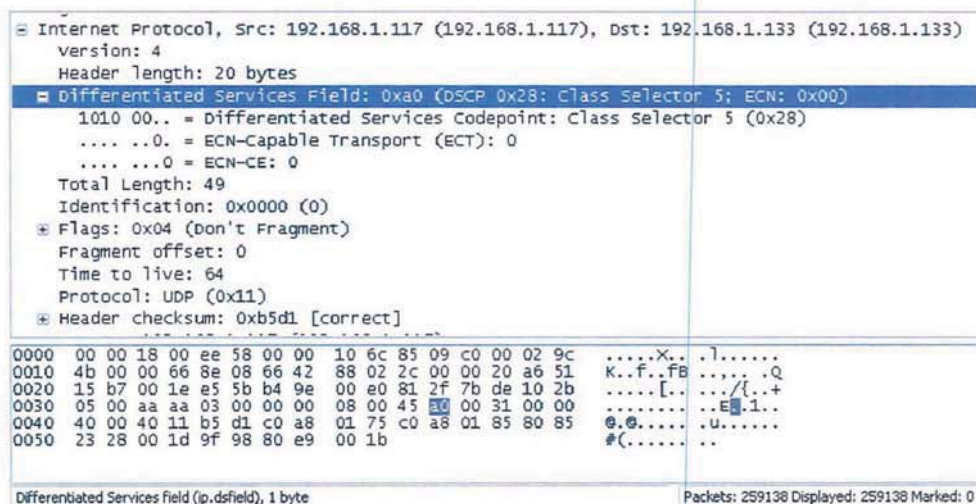 Internet Protocol, Src: 192.168.1.117 (192.168.1.117), Dst: 192.168.1.133 (192.168.1.133)
Version: 4
Header length: 20 bytes
Differentiated Services Field: 0xa0 (DSCP 0x28: Class Selector 5; ECN: 0x00)
1010 00.. = Differentiated Services Codepoint: Class Selector 5 (0x28)
.... ..0. = ECN-Capable Transport (ECT): 0
.... ...0 = ECN-CE: 0
Total Length: 49
Identification: 0x0000 (0)
Flags: 0x04 (Don't Fragment)
Fragment offset: 0
Time to live: 64
Protocol: UDP (0x11)
Header checksum: 0xb5d1 [correct]
0000 00 00 18 00 ee 58 00 00 10 6c 85 09 c0 00 02 9c .....X.. .l......
0010 4b 00 00 66 8e 08 66 42 88 02 2c 00 00 20 a6 51 K..f..fB ..,.. .Q
0020 15 b7 00 1e e5 5b b4 9e 00 e0 81 2f 7b de 10 2b .....[.. .../{..+
0030 05 00 aa aa 03 00 00 00 08 00 45 a0 00 31 00 00 ........ ..E..1..
0040 40 00 40 11 b5 d1 c0 a8 01 75 c0 a8 01 85 80 85 @.@..... .u......
0050 23 28 00 1d 9f 98 80 e9 00 1b #(...... ..
Differentiated Services field (ip.dsfield), 1 byte
Packets: 259138 Displayed: 259138 Marked: 0